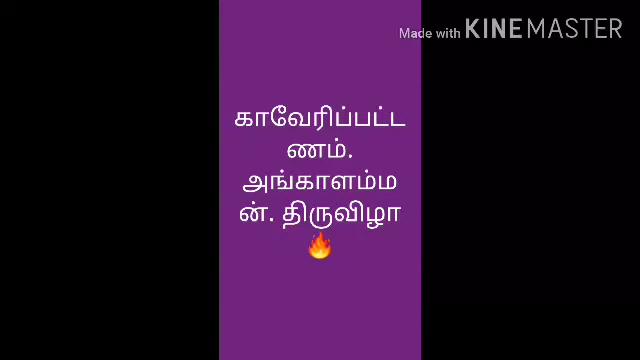 Made with KINEMASTER
காவேரிப்பட்ட
ணம்.
அங்காளம்ம
ன். திருவிழா
🔥